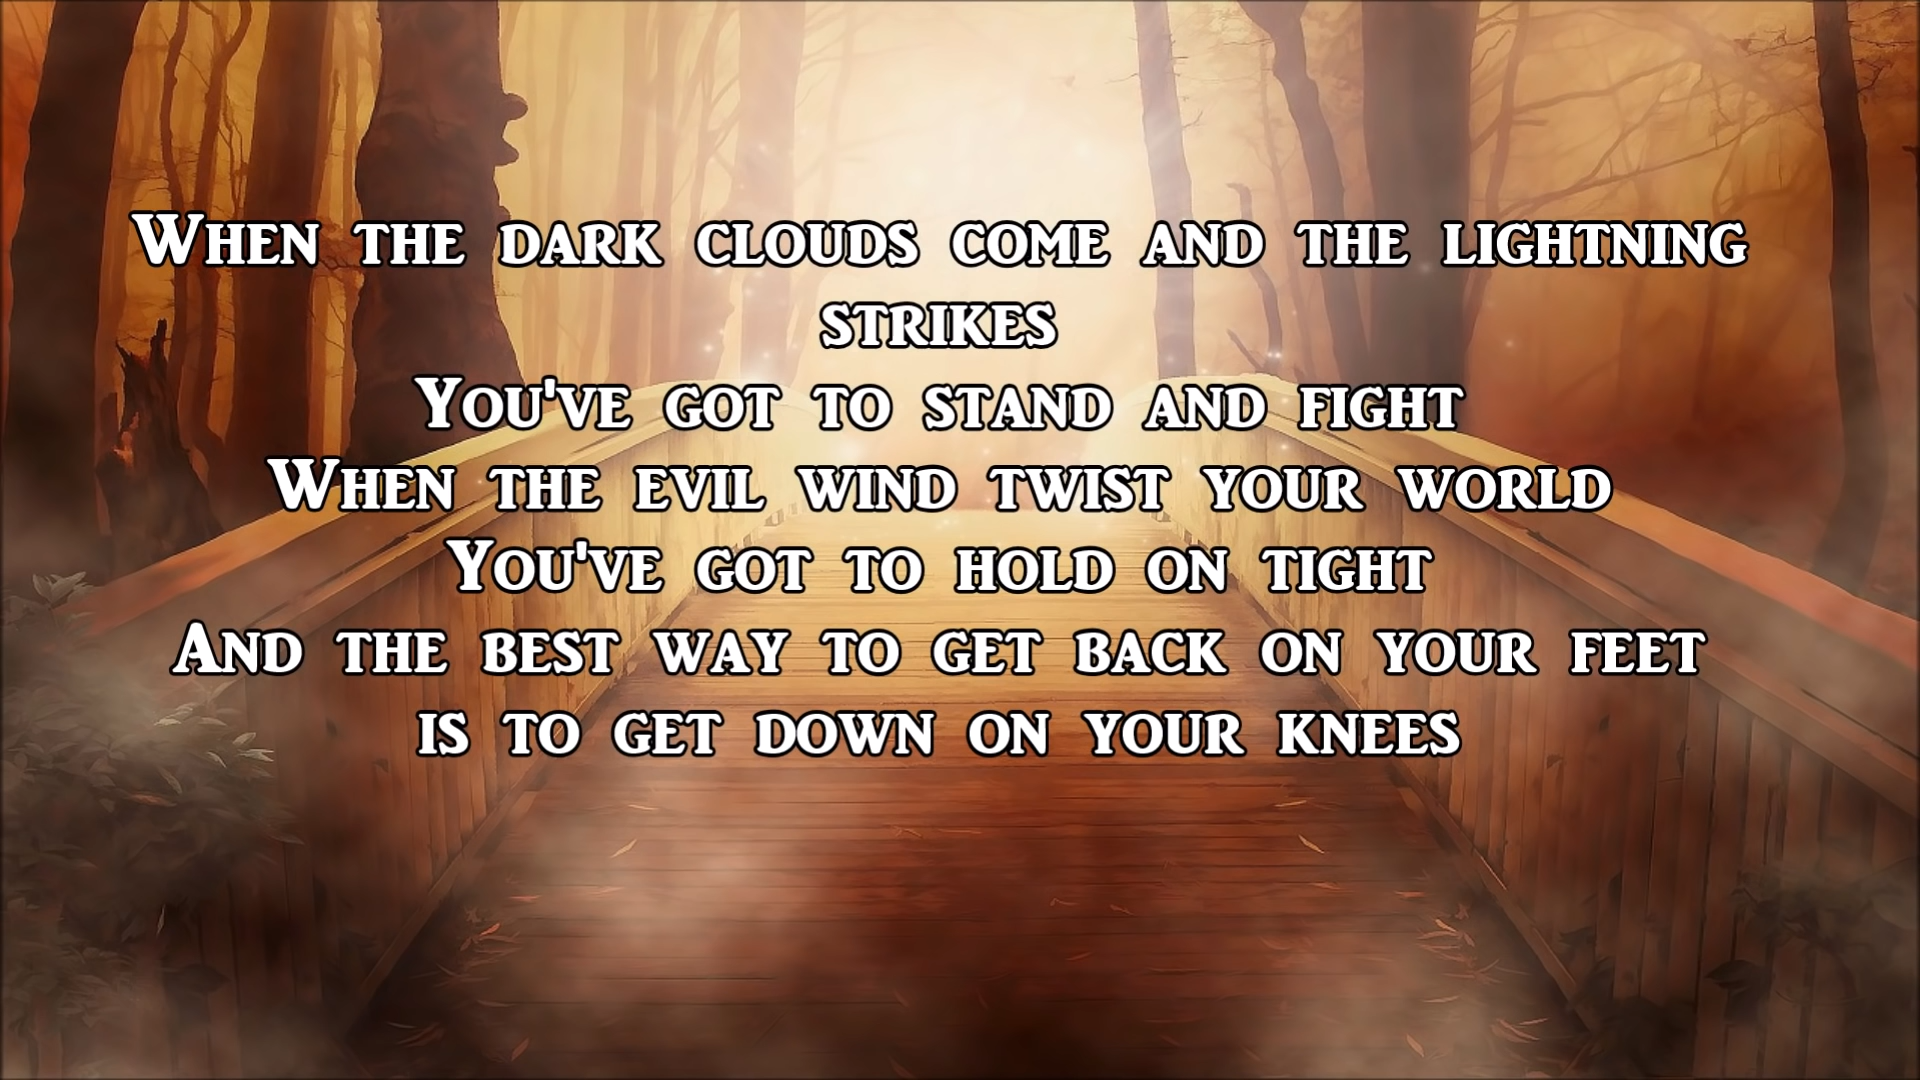 When the dark clouds come and the lightning
strikes
You've got to stand and fight
When the evil wind twist your world
You've got to hold on tight
And the best way to get back on your feet
is to get down on your knees